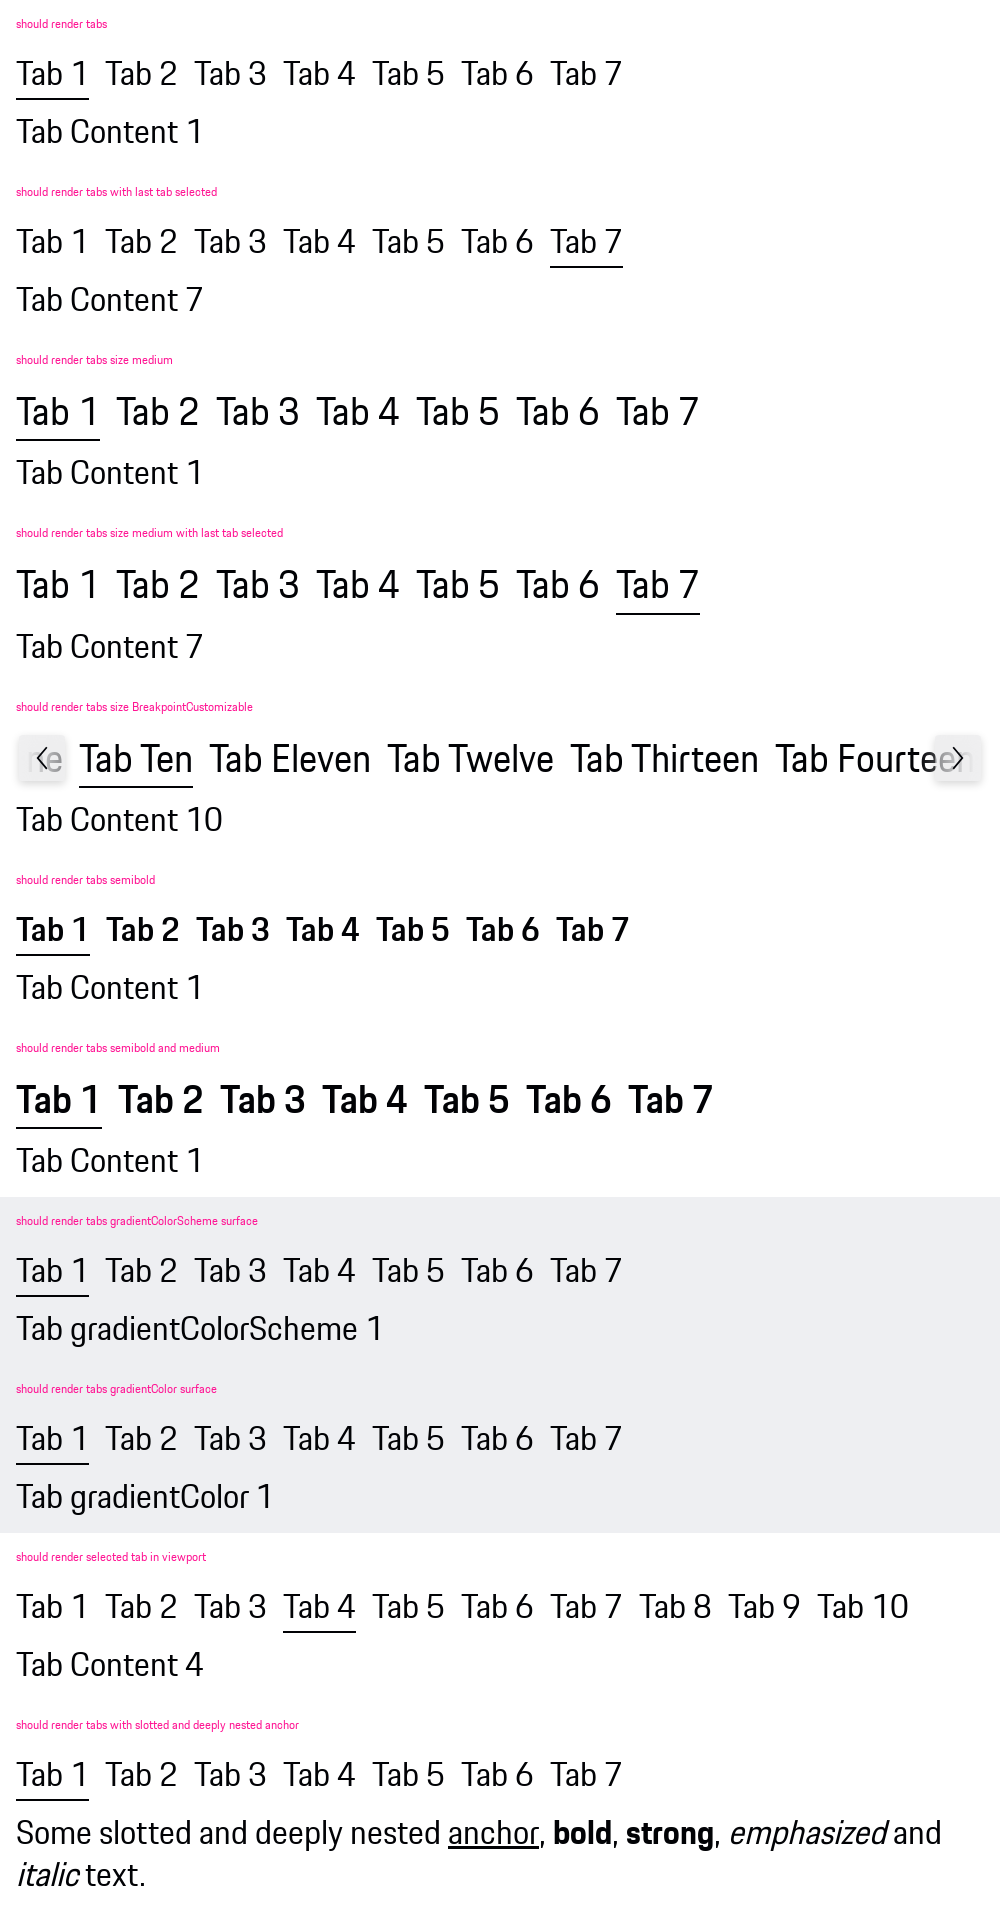 should render tabs
Tab 1 Tab 2 Tab 3 Tab 4 Tab 5 Tab 6 Tab 7
Tab Content 1
should render tabs with last tab selected
Tab 1 Tab 2 Tab 3 Tab 4 Tab 5 Tab 6 Tab 7
Tab Content 7
should render tabs size medium
Tab 1 Tab 2 Tab 3 Tab 4 Tab 5 Tab 6 Tab 7
Tab Content 1
should render tabs size medium with last tab selected
Tab 1 Tab 2 Tab 3 Tab 4 Tab 5 Tab 6 Tab 7
Tab Content 7
should render tabs size BreakpointCustomizable
ne Tab Ten Tab Eleven Tab Twelve Tab Thirteen Tab Fourteen
Tab Content 10
should render tabs semibold
Tab 1 Tab 2 Tab 3 Tab 4 Tab 5 Tab 6 Tab 7
Tab Content 1
should render tabs semibold and medium
Tab 1 Tab 2 Tab 3 Tab 4 Tab 5 Tab 6 Tab 7
Tab Content 1
should render tabs gradientColorScheme surface
Tab 1 Tab 2 Tab 3 Tab 4 Tab 5 Tab 6 Tab 7
Tab gradientColorScheme 1
should render tabs gradientColor surface
Tab 1 Tab 2 Tab 3 Tab 4 Tab 5 Tab 6 Tab 7
Tab gradientColor 1
should render selected tab in viewport
Tab 1 Tab 2 Tab 3 Tab 4 Tab 5 Tab 6 Tab 7 Tab 8 Tab 9 Tab 10
Tab Content 4
should render tabs with slotted and deeply nested anchor
Tab 1 Tab 2 Tab 3 Tab 4 Tab 5 Tab 6 Tab 7
Some slotted and deeply nested anchor, bold, strong, emphasized and
italic text.